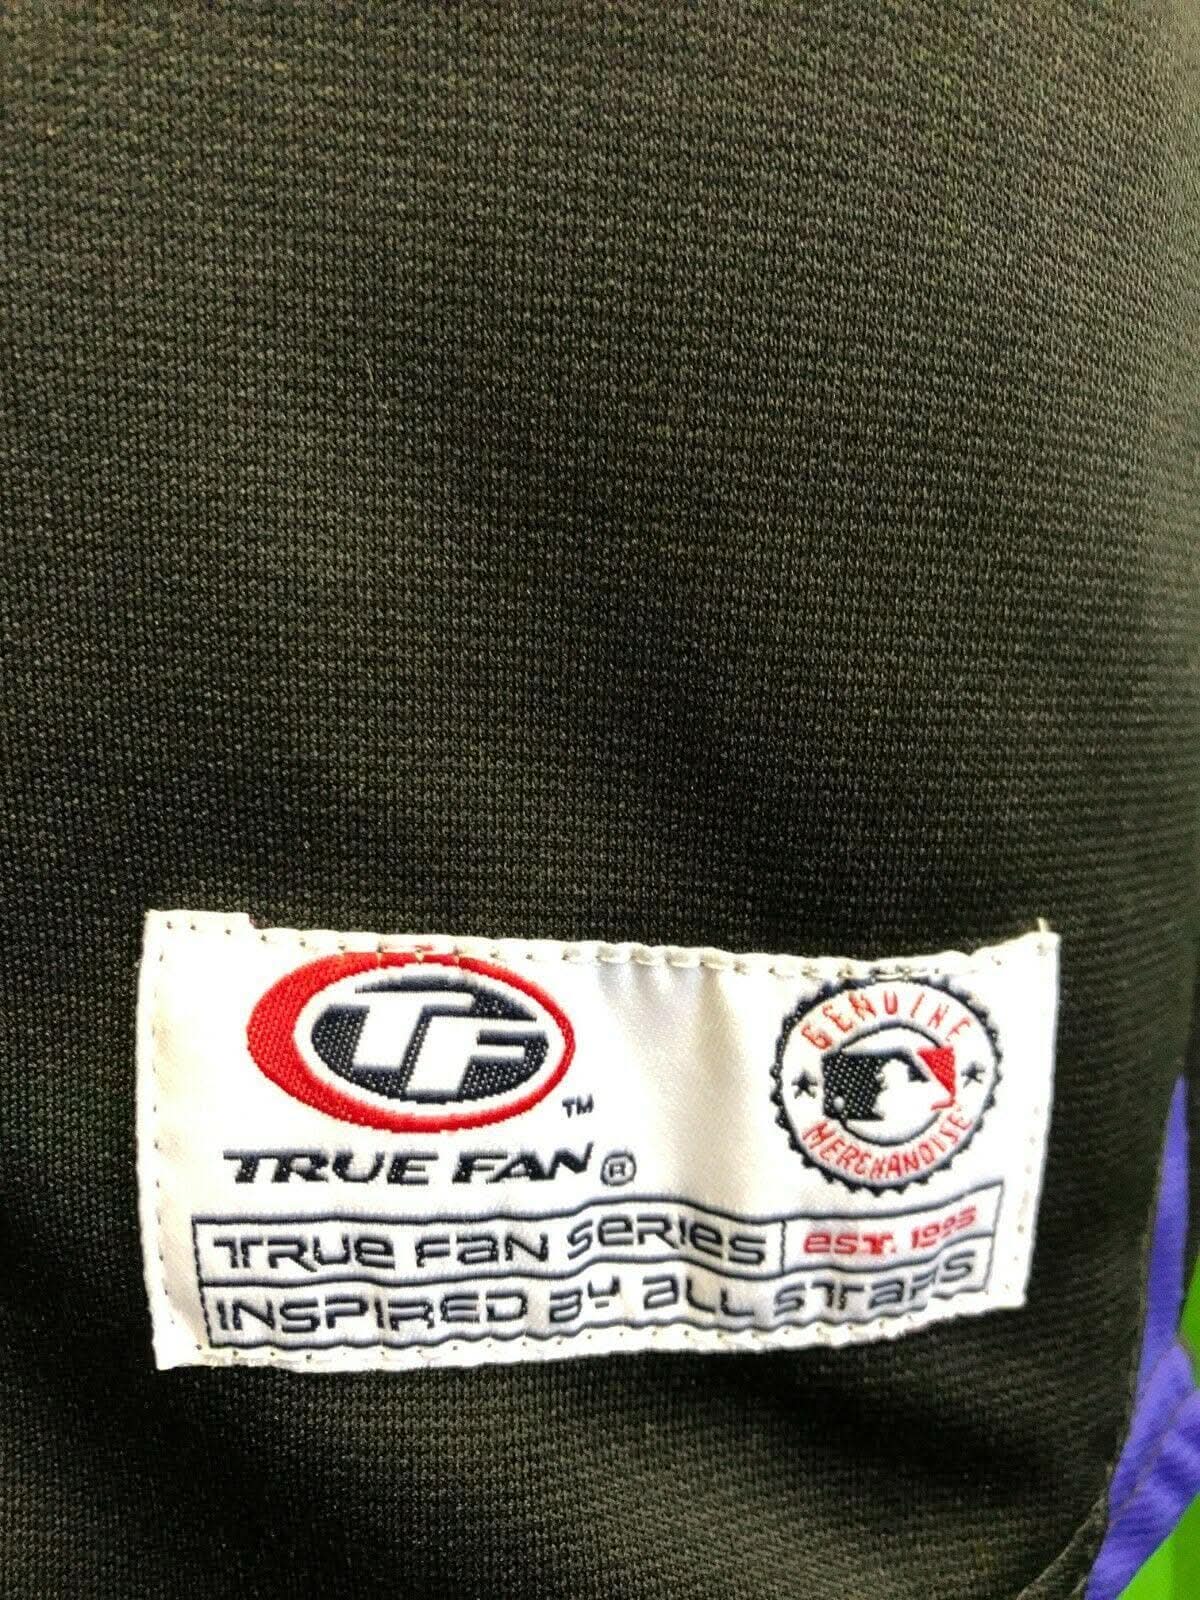 TF TM
TRUE FAN ®
GENUINE MERCHANDISE
TRUE FAN SERIES EST. 1995
INSPIRED BY ALL STARS